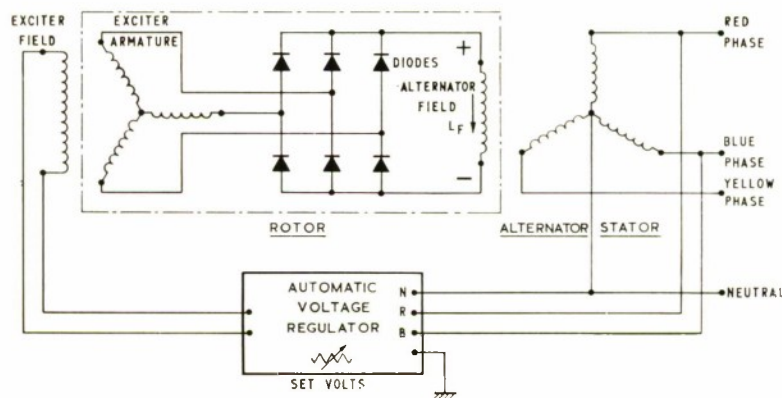 EXCITER
FIELD
EXCITER
ARMATURE
DIODES
+
ALTERNATOR
FIELD
LF
−
ROTOR
ALTERNATOR STATOR
RED
PHASE
BLUE
PHASE
YELLOW
PHASE
NEUTRAL
AUTOMATIC
VOLTAGE
REGULATOR
N
R
B
SET VOLTS